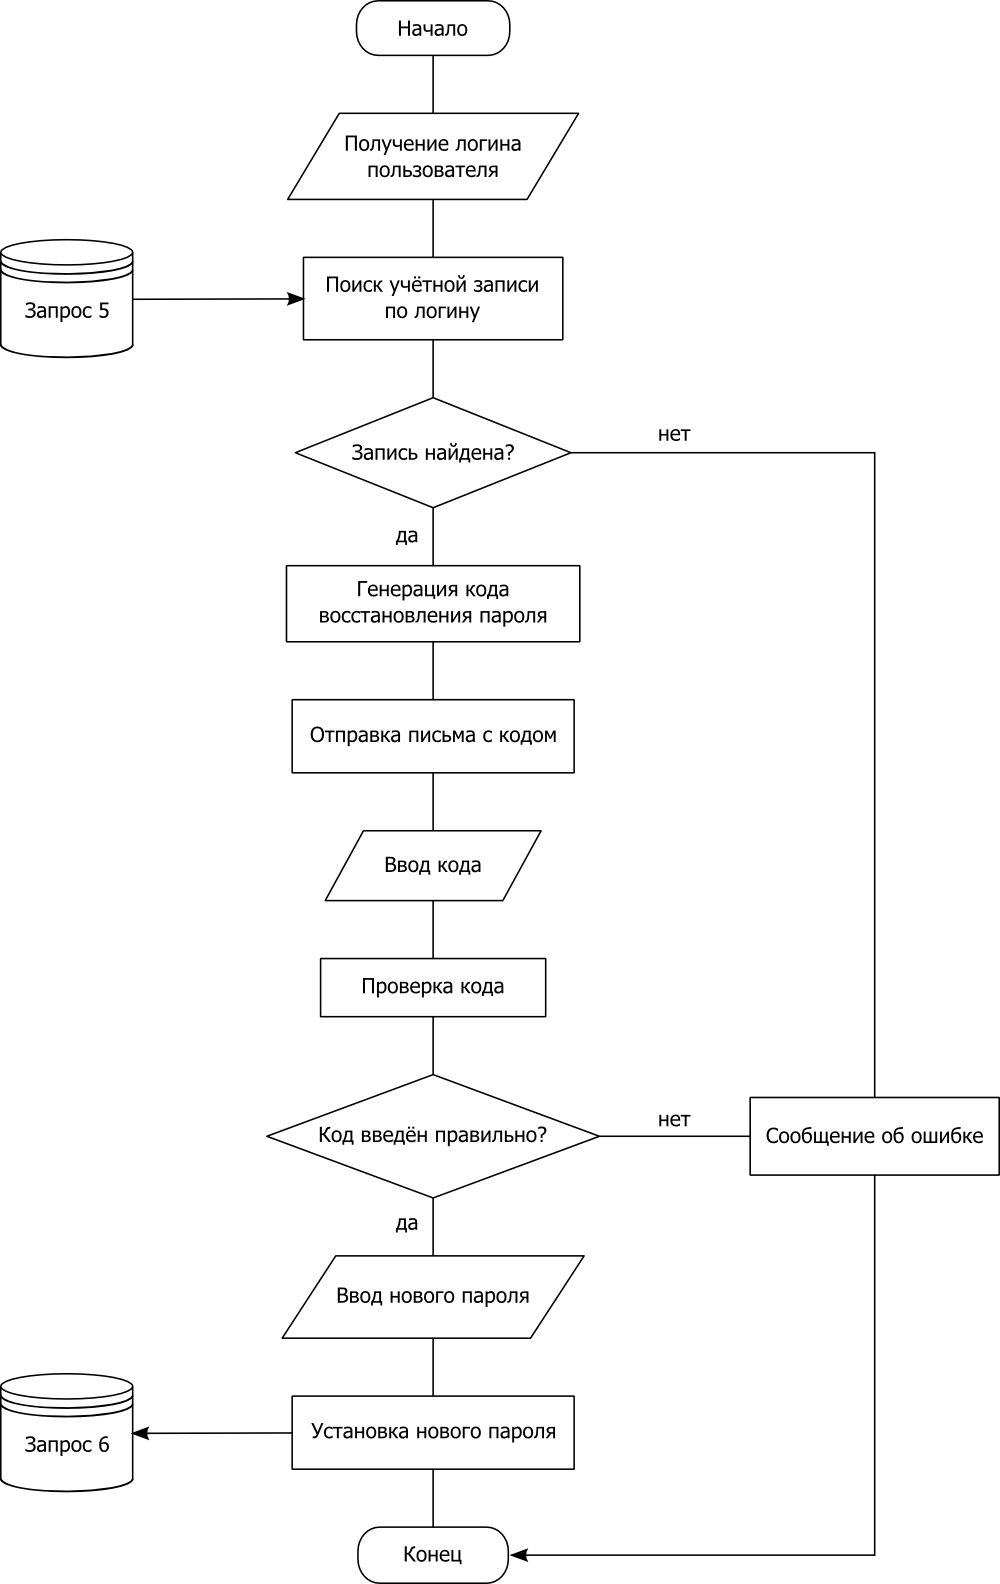 Начало
Получение логина
пользователя
Запрос 5
Поиск учётной записи
по логину
Запись найдена?
нет
да
Генерация кода
восстановления пароля
Отправка письма с кодом
Ввод кода
Проверка кода
Код введён правильно?
нет
Сообщение об ошибке
да
Ввод нового пароля
Запрос 6
Установка нового пароля
Конец